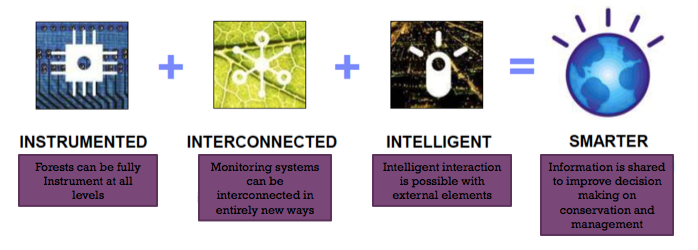 INSTRUMENTED
Forests can be fully
Instrument at all
levels
INTERCONNECTED
Monitoring systems
can be
interconnected in
entirely new ways
INTELLIGENT
Intelligent interaction
is possible with
external elements
SMARTER
Information is shared
to improve decision
making on
conservation and
management